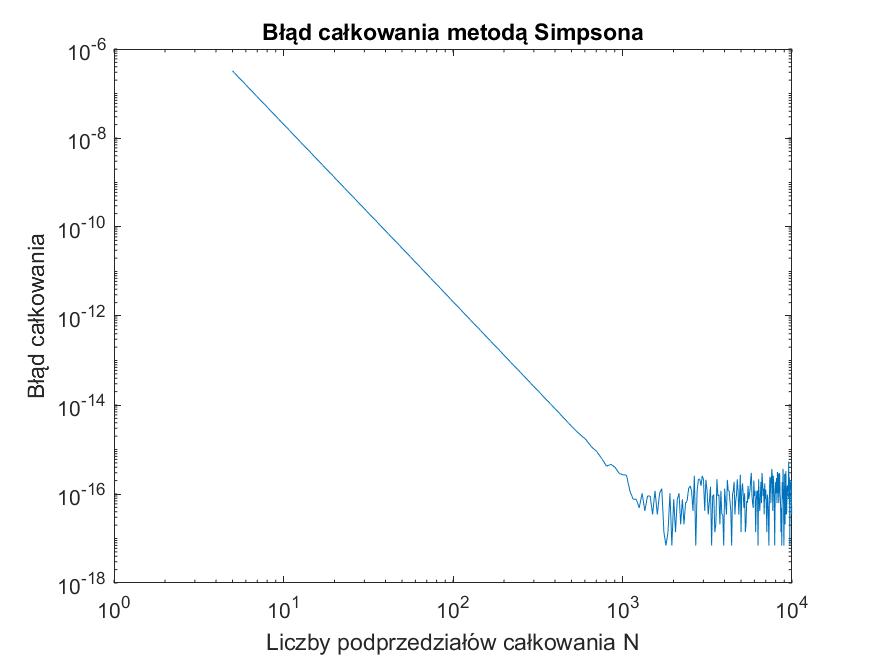 Błąd całkowania metodą Simpsona
Błąd całkowania
10^-6
10^-8
10^-10
10^-12
10^-14
10^-16
10^-18
10^0 10^1 10^2 10^3 10^4
Liczby podprzedziałów całkowania N